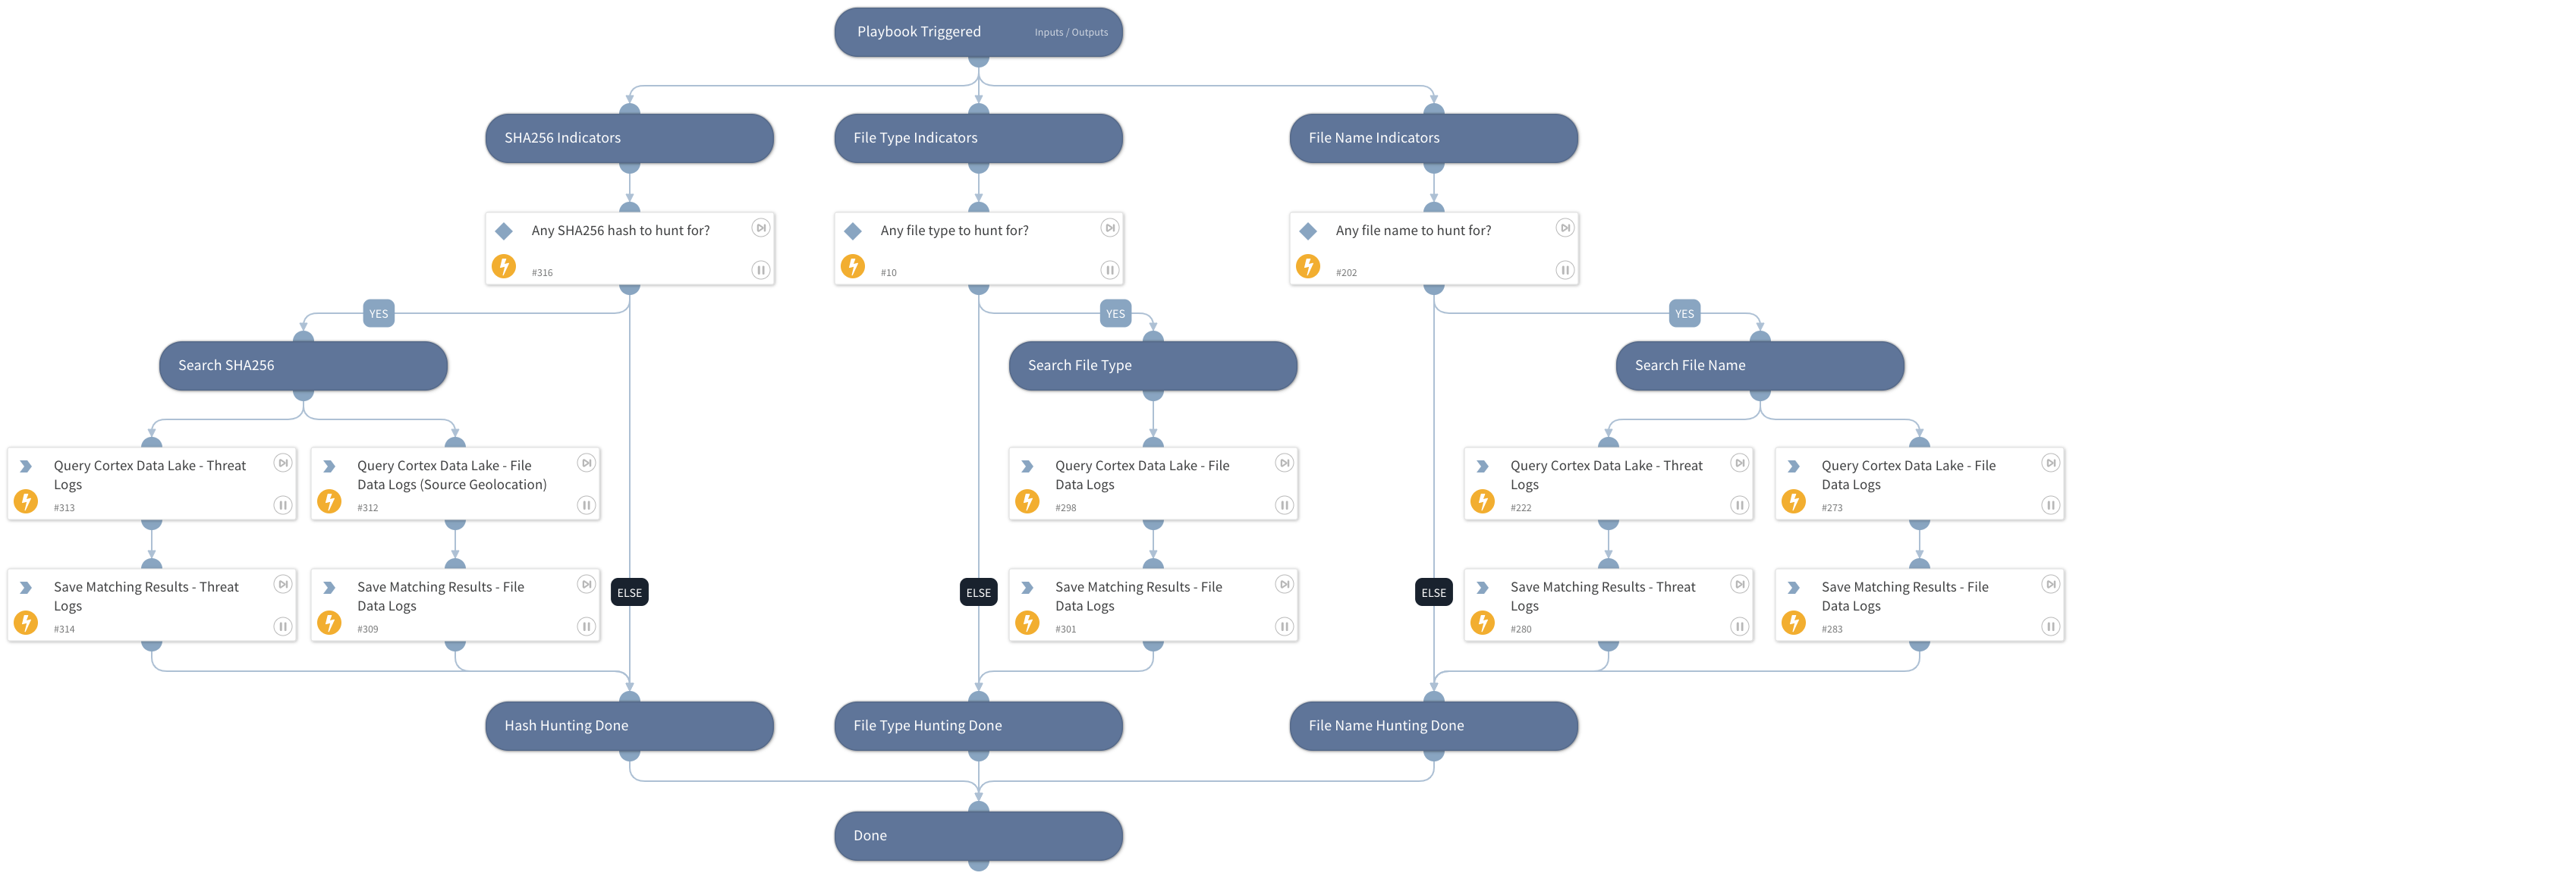 Playbook Triggered
Inputs / Outputs
SHA256 Indicators
File Type Indicators
File Name Indicators
Any SHA256 hash to hunt for?
#316
Any file type to hunt for?
#10
Any file name to hunt for?
#202
YES
YES
YES
Search SHA256
Search File Type
Search File Name
Query Cortex Data Lake - Threat
Logs
#313
Query Cortex Data Lake - File
Data Logs (Source Geolocation)
#312
Query Cortex Data Lake - File
Data Logs
#298
Query Cortex Data Lake - Threat
Logs
#222
Query Cortex Data Lake - File
Data Logs
#273
Save Matching Results - Threat
Logs
#314
Save Matching Results - File
Data Logs
#309
ELSE
ELSE
Save Matching Results - File
Data Logs
#301
ELSE
Save Matching Results - Threat
Logs
#280
Save Matching Results - File
Data Logs
#283
Hash Hunting Done
File Type Hunting Done
File Name Hunting Done
Done